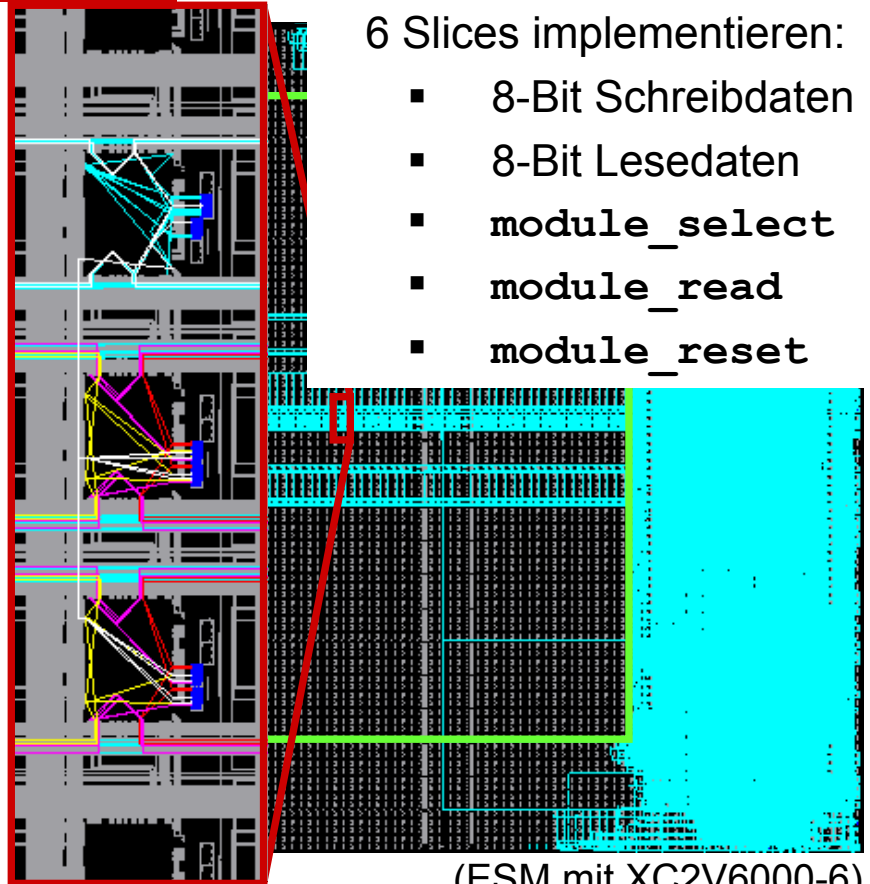 6 Slices implementieren:
▪ 8-Bit Schreibdaten
▪ 8-Bit Lesedaten
▪ module_select
▪ module_read
▪ module_reset
(ESM mit XC2V6000-6)